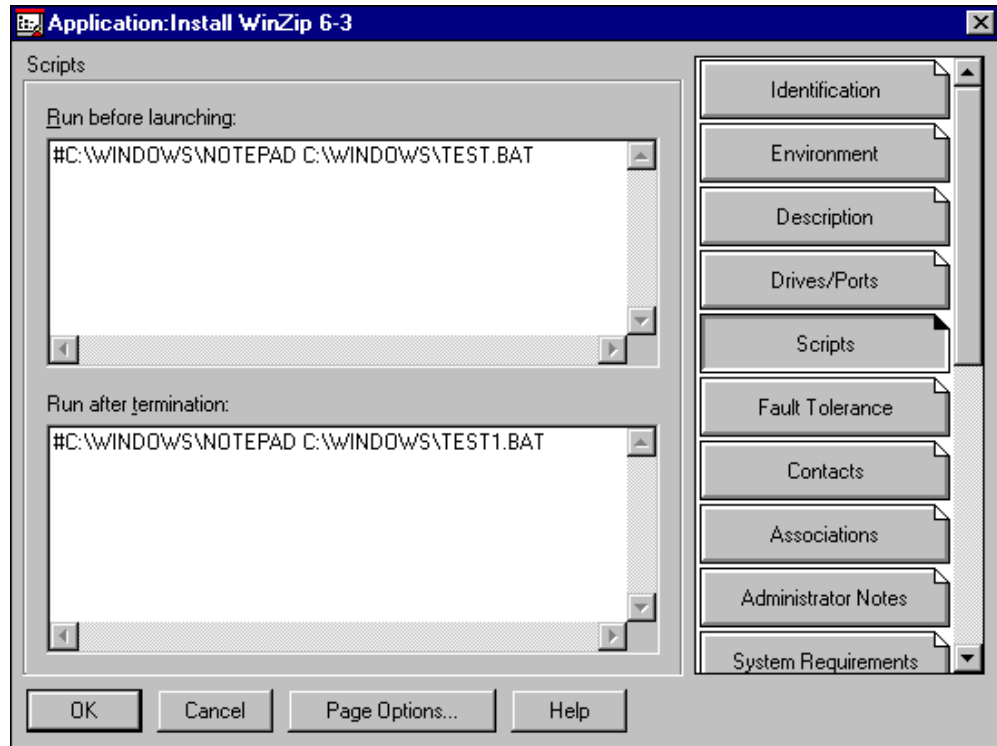 Application:Install WinZip 6-3
Scripts
Run before launching:
#C:\WINDOWS\NOTEPAD C:\WINDOWS\TEST.BAT
Run after termination:
#C:\WINDOWS\NOTEPAD C:\WINDOWS\TEST1.BAT
Identification
Environment
Description
Drives/Ports
Scripts
Fault Tolerance
Contacts
Associations
Administrator Notes
System Requirements
OK
Cancel
Page Options...
Help